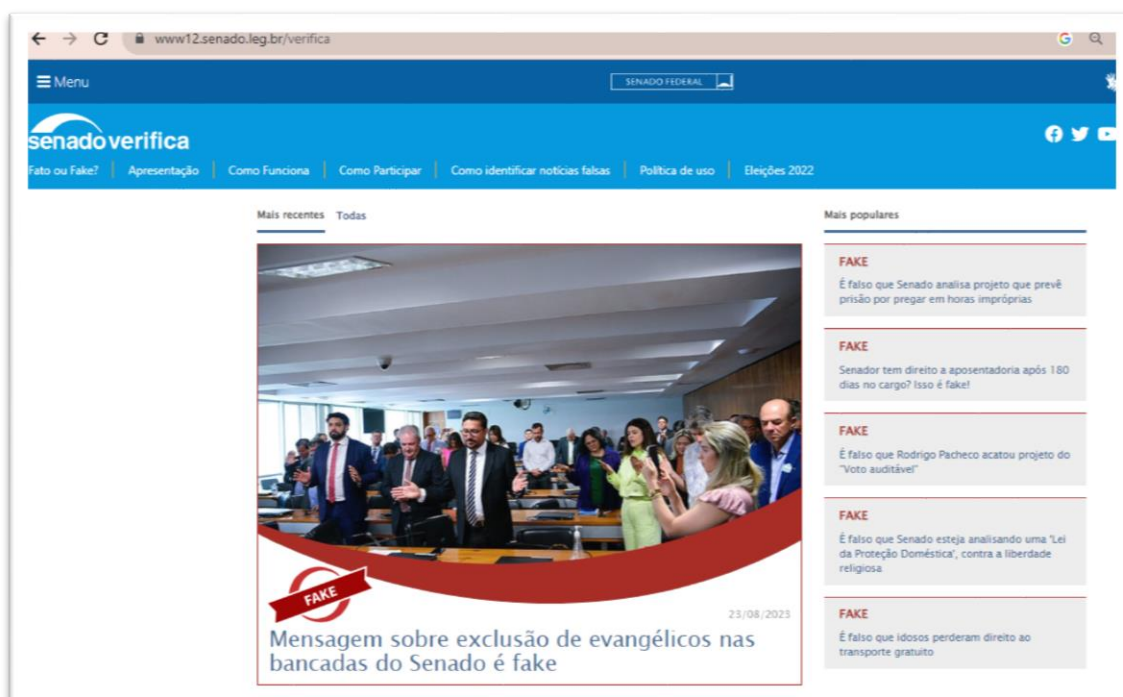 www12.senado.leg.br/verifica
Menu
SENADO FEDERAL
senado verifica
Fato ou Fake?
Apresentação
Como Funciona
Como Participar
Como identificar notícias falsas
Política de uso
Eleições 2022
Mais recentes
Todas
FAKE
23/08/2023
Mensagem sobre exclusão de evangélicos nas
bancadas do Senado é fake
Mais populares
FAKE
É falso que Senado analisa projeto que prevê
prisão por pregar em horas impróprias
FAKE
Senador tem direito a aposentadoria após 180
dias no cargo? Isso é fake!
FAKE
É falso que Rodrigo Pacheco acatou projeto do
"Voto auditável"
FAKE
É falso que Senado esteja analisando uma 'Lei
da Proteção Doméstica', contra a liberdade
religiosa
FAKE
É falso que idosos perderam direito ao
transporte gratuito